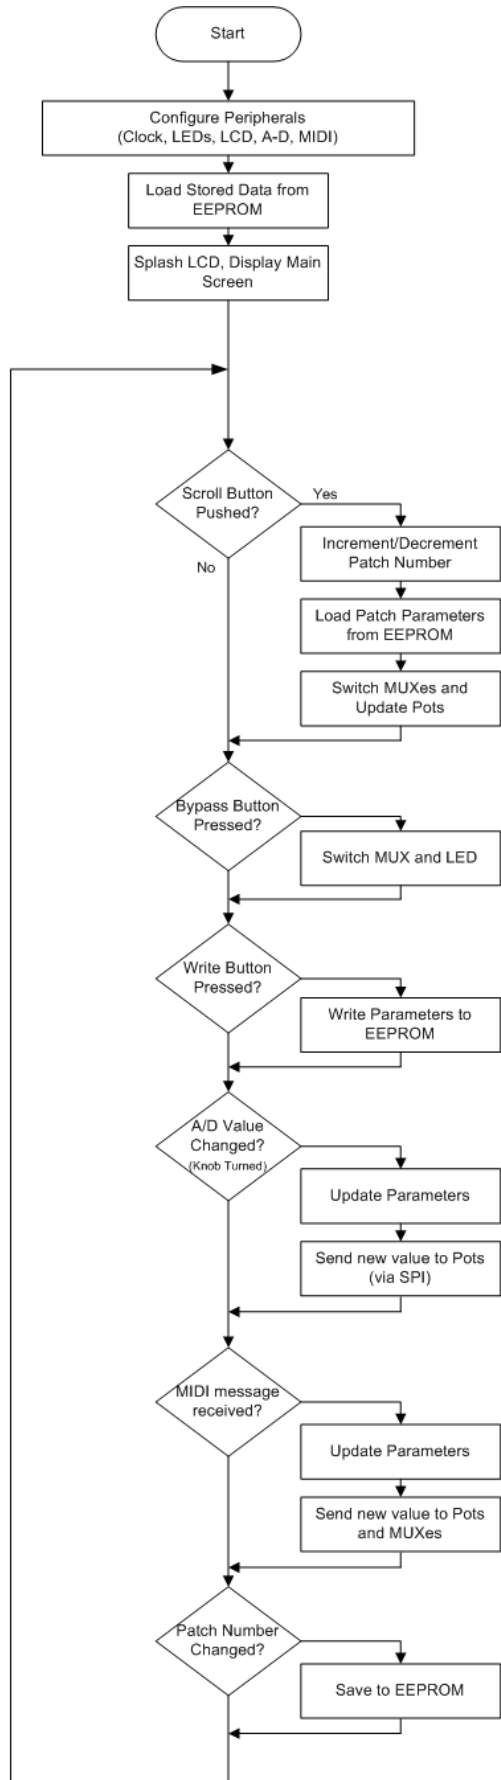 Start
Configure Peripherals
(Clock, LEDs, LCD, A-D, MIDI)
Load Stored Data from
EEPROM
Splash LCD, Display Main
Screen
Scroll Button
Pushed?
Yes
No
Increment/Decrement
Patch Number
Load Patch Parameters
from EEPROM
Switch MUXes and
Update Pots
Bypass Button
Pressed?
Switch MUX and LED
Write Button
Pressed?
Write Parameters to
EEPROM
A/D Value
Changed?
(Knob Turned)
Update Parameters
Send new value to Pots
(via SPI)
MIDI message
received?
Update Parameters
Send new value to Pots
and MUXes
Patch Number
Changed?
Save to EEPROM